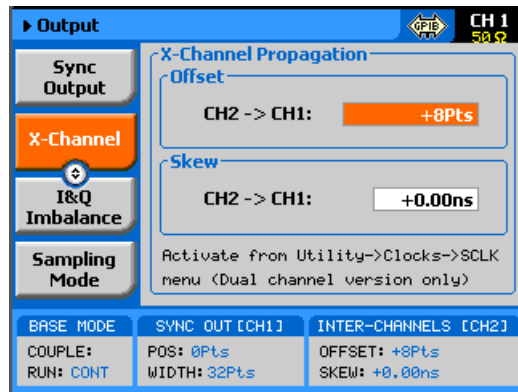 Output
GPIB
CH 1
50 Ω
Sync
Output
X-Channel
I&Q
Imbalance
Sampling
Mode
X-Channel Propagation
Offset
CH2 -> CH1: +8Pts
Skew
CH2 -> CH1: +0.00ns
Activate from Utility->Clocks->SCLK
menu (Dual channel version only)
BASE MODE
COUPLE:
RUN: CONT
SYNC OUT [CH1]
POS: 0Pts
WIDTH: 32Pts
INTER-CHANNELS [CH2]
OFFSET: +8Pts
SKEW: +0.00ns